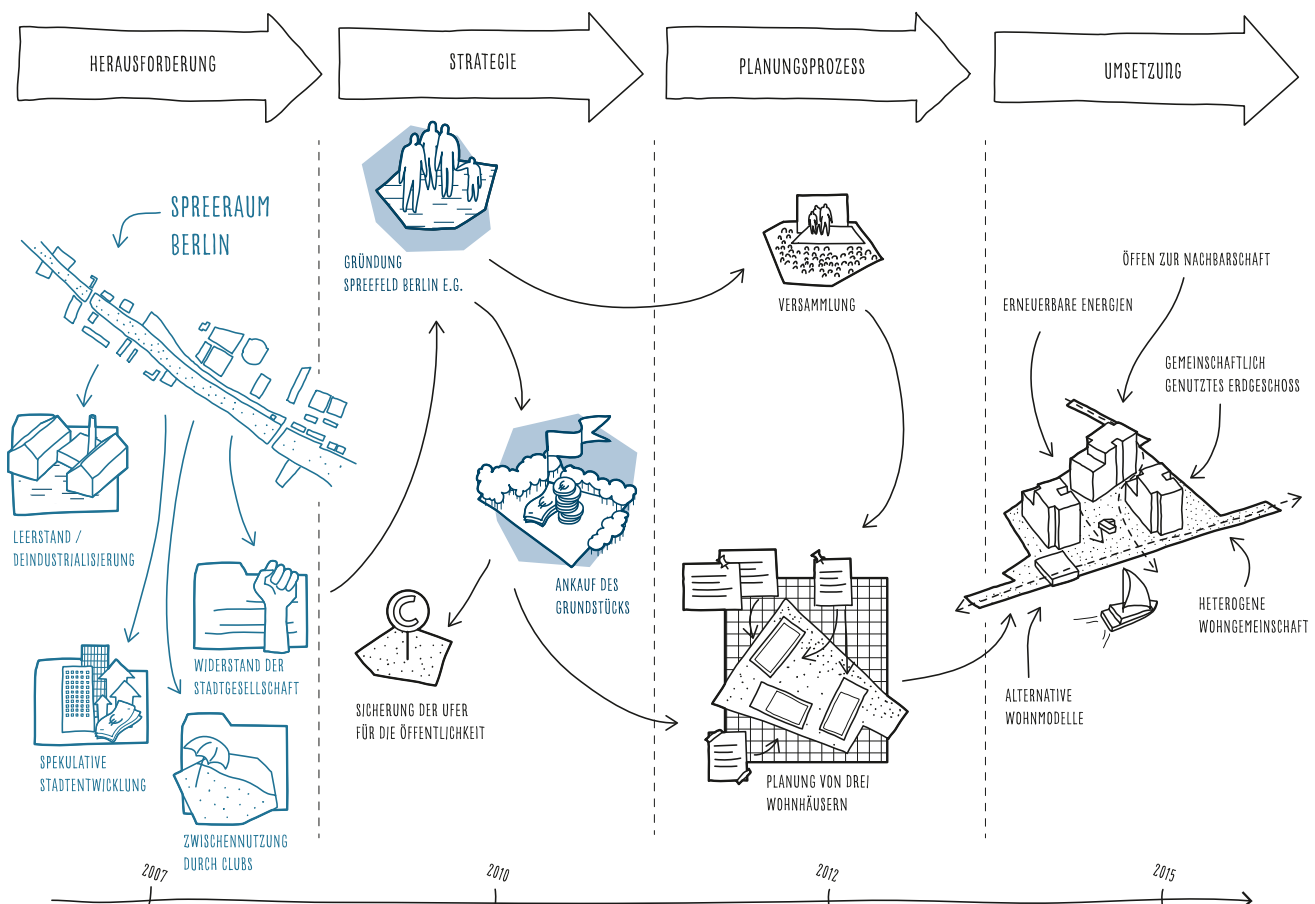 HERAUSFORDERUNG
STRATEGIE
PLANUNGSPROZESS
UMSETZUNG
SPREERAUM
BERLIN
LEERSTAND /
DEINDUSTRIALISIERUNG
WIDERSTAND DER
STADTGESELLSCHAFT
SPEKULATIVE
STADTENTWICKLUNG
ZWISCHENNUTZUNG
DURCH CLUBS
GRÜNDUNG
SPREEFELD BERLIN E.G.
ANKAUF DES
GRUNDSTÜCKS
SICHERUNG DER UFER
FÜR DIE ÖFFENTLICHKEIT
VERSAMMLUNG
PLANUNG VON DREI
WOHNHÄUSERN
ÖFFEN ZUR NACHBARSCHAFT
ERNEUERBARE ENERGIEN
GEMEINSCHAFTLICH
GENUTZTES ERDGESCHOSS
HETEROGENE
WOHNGEMEINSCHAFT
ALTERNATIVE
WOHNMODELLE
2007
2010
2012
2015